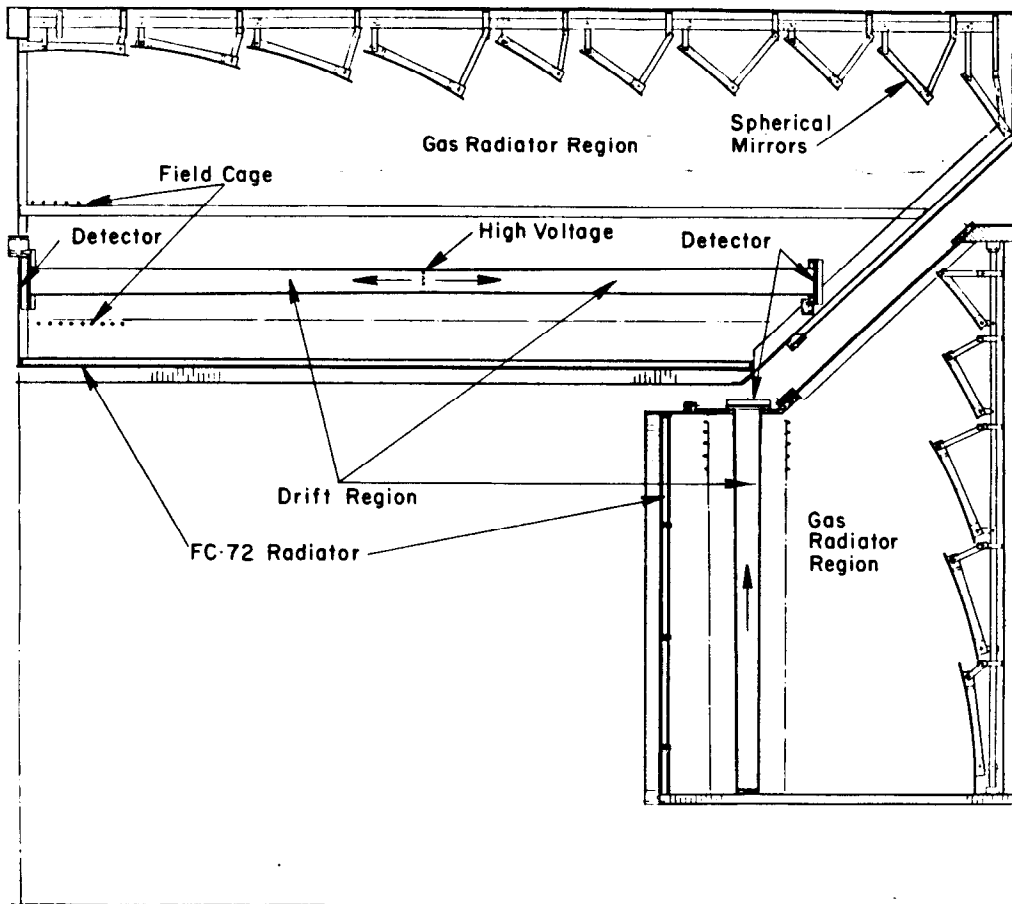 Spherical
Mirrors
Gas Radiator Region
Field Cage
Detector
High Voltage
Detector
Drift Region
FC-72 Radiator
Gas
Radiator
Region